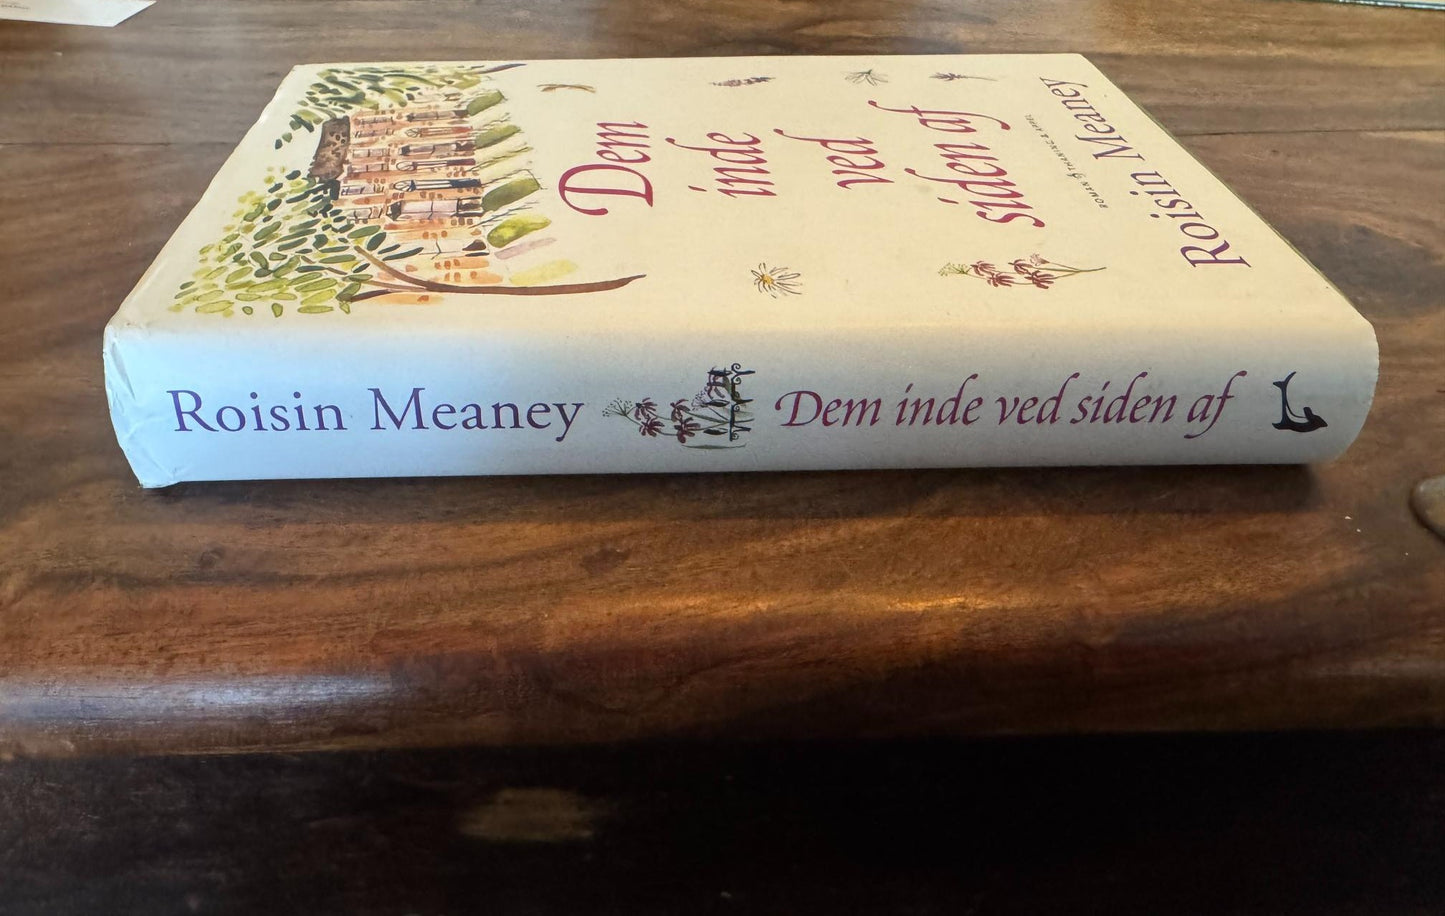 Dem
inde
ved
siden af
Roisin Meaney
Roisin Meaney Dem inde ved siden af